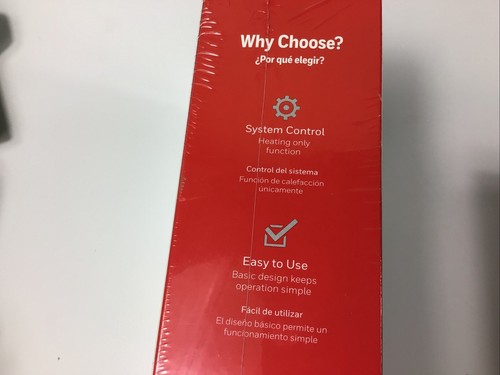 Why Choose?
¿Por qué elegir?
System Control
Heating only
function
Control del sistema
Función de calefacción
únicamente
Easy to Use
Basic design keeps
operation simple
Fácil de utilizar
El diseño básico permite un
funcionamiento simple